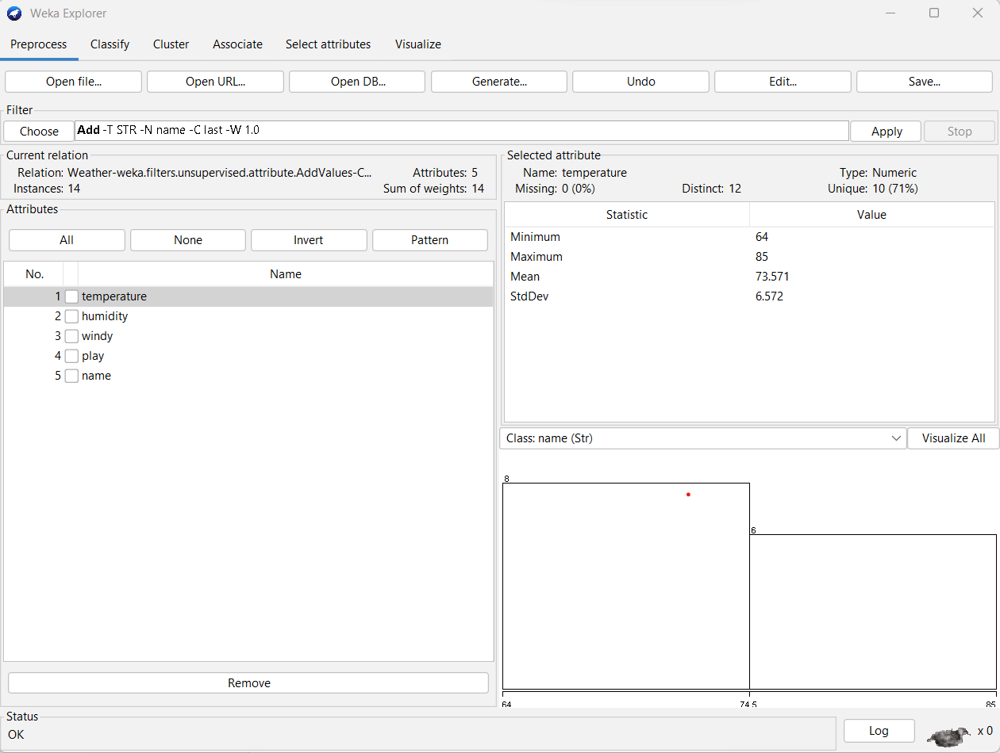 Weka Explorer
Preprocess Classify Cluster Associate Select attributes Visualize
Open file... Open URL... Open DB... Generate... Undo Edit... Save...
Filter
Choose Add -T STR -N name -C last -W 1.0 Apply Stop
Current relation
Relation: Weather-weka.filters.unsupervised.attribute.AddValues-C... Attributes: 5
Instances: 14 Sum of weights: 14
Attributes
All None Invert Pattern
No. Name
1 temperature
2 humidity
3 windy
4 play
5 name
Remove
Selected attribute
Name: temperature Type: Numeric
Missing: 0 (0%) Distinct: 12 Unique: 10 (71%)
Statistic Value
Minimum 64
Maximum 85
Mean 73.571
StdDev 6.572
Class: name (Str) Visualize All
8
6
64 74.5 85
Status
OK
Log x 0